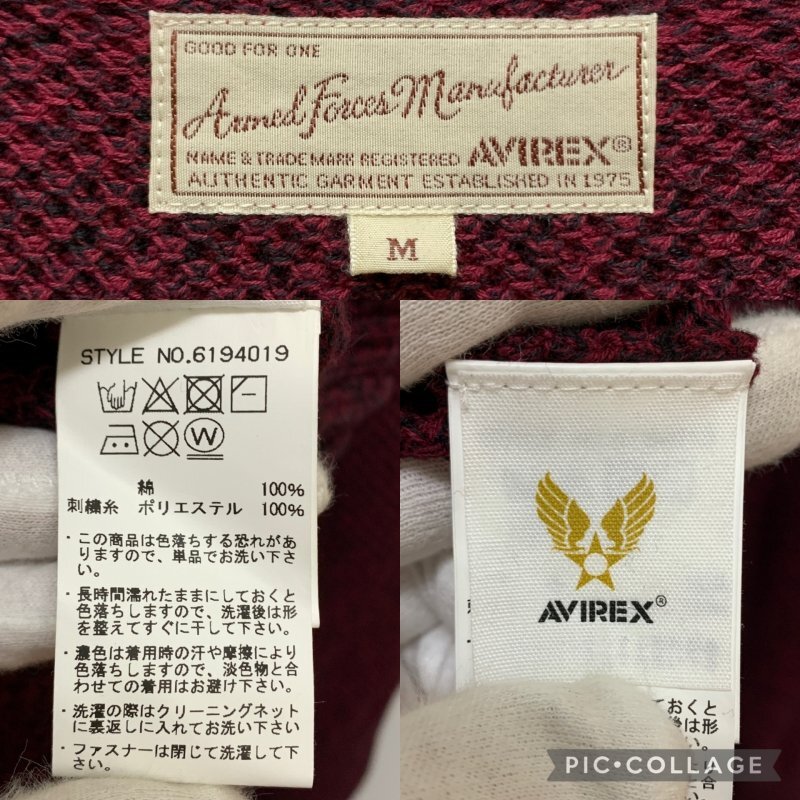 GOOD FOR ONE
Armed Forces Manufacturer
NAME & TRADE MARK REGISTERED AVIREX®
AUTHENTIC GARMENT ESTABLISHED IN 1975
M
STYLE NO.6194019
W
綿 100%
刺繍糸 ポリエステル 100%
・この商品は色落ちする恐れがあ
りますので、単品でお洗い下さ
い。
・長時間濡れたままにしておくと
色落ちしますので、洗濯後は形
を整えてすぐに干して下さい。
・濃色は着用時の汗や摩擦により
色落ちしますので、淡色物と合
わせての着用はお避け下さい。
・洗濯の際はクリーニングネット
に裏返しに入れてお洗い下さい
・ファスナーは閉じて洗濯して下
さい。
AVIREX®
ておくと
後は形
い。
PIC•COLLAGE